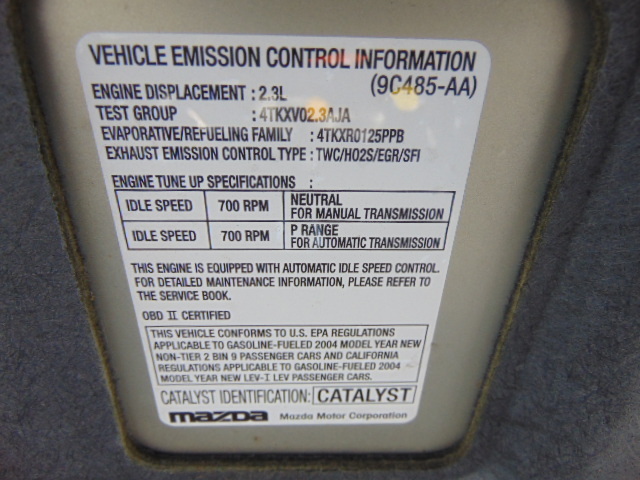 VEHICLE EMISSION CONTROL INFORMATION
(9C485-AA)
ENGINE DISPLACEMENT : 2.3L
TEST GROUP : 4TKXV02.3AJA
EVAPORATIVE/REFUELING FAMILY : 4TKXR0125PPB
EXHAUST EMISSION CONTROL TYPE : TWC/HO2S/EGR/SFI
ENGINE TUNE UP SPECIFICATIONS :
IDLE SPEED 700 RPM NEUTRAL
FOR MANUAL TRANSMISSION
IDLE SPEED 700 RPM P RANGE
FOR AUTOMATIC TRANSMISSION
THIS ENGINE IS EQUIPPED WITH AUTOMATIC IDLE SPEED CONTROL.
FOR DETAILED MAINTENANCE INFORMATION, PLEASE REFER TO
THE SERVICE BOOK.
OBD II CERTIFIED
THIS VEHICLE CONFORMS TO U.S. EPA REGULATIONS
APPLICABLE TO GASOLINE-FUELED 2004 MODEL YEAR NEW
NON-TIER 2 BIN 9 PASSENGER CARS AND CALIFORNIA
REGULATIONS APPLICABLE TO GASOLINE-FUELED 2004
MODEL YEAR NEW LEV-I LEV PASSENGER CARS.
CATALYST IDENTIFICATION: CATALYST
mazda Mazda Motor Corporation